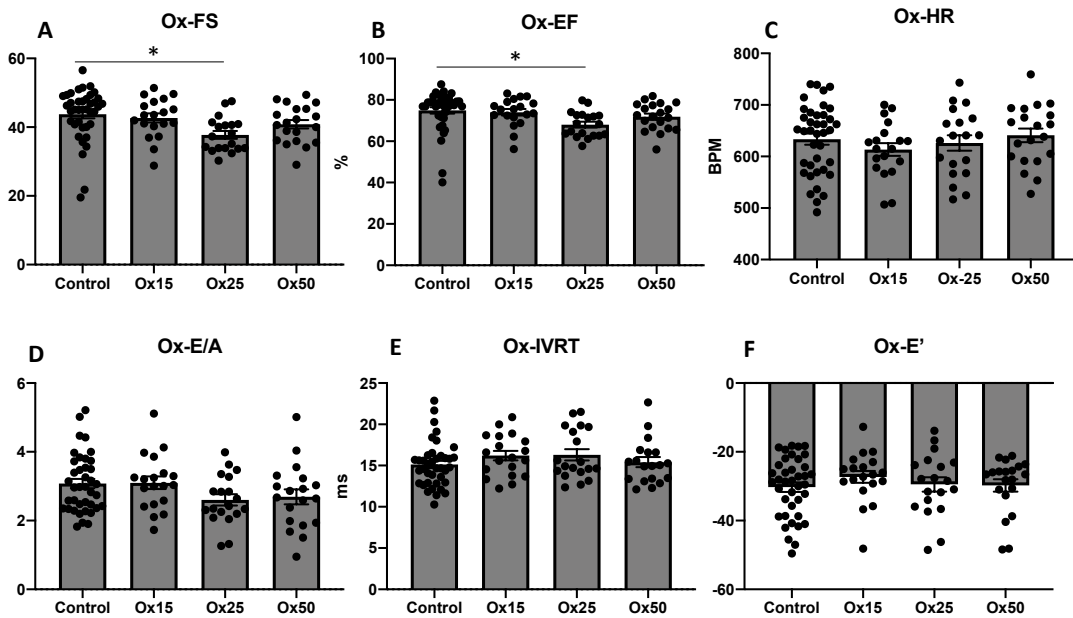 A
Ox-FS
60
40
20
0
*
Control
Ox15
Ox25
Ox50
B
Ox-EF
%
100
80
60
40
20
0
*
Control
Ox15
Ox25
Ox50
C
Ox-HR
BPM
800
700
600
500
400
Control
Ox15
Ox-25
Ox50
D
Ox-E/A
6
4
2
0
Control
Ox15
Ox25
Ox50
E
Ox-IVRT
ms
25
20
15
10
5
0
Control
Ox15
Ox25
Ox50
F
Ox-E’
0
-20
-40
-60
Control
Ox15
Ox25
Ox50